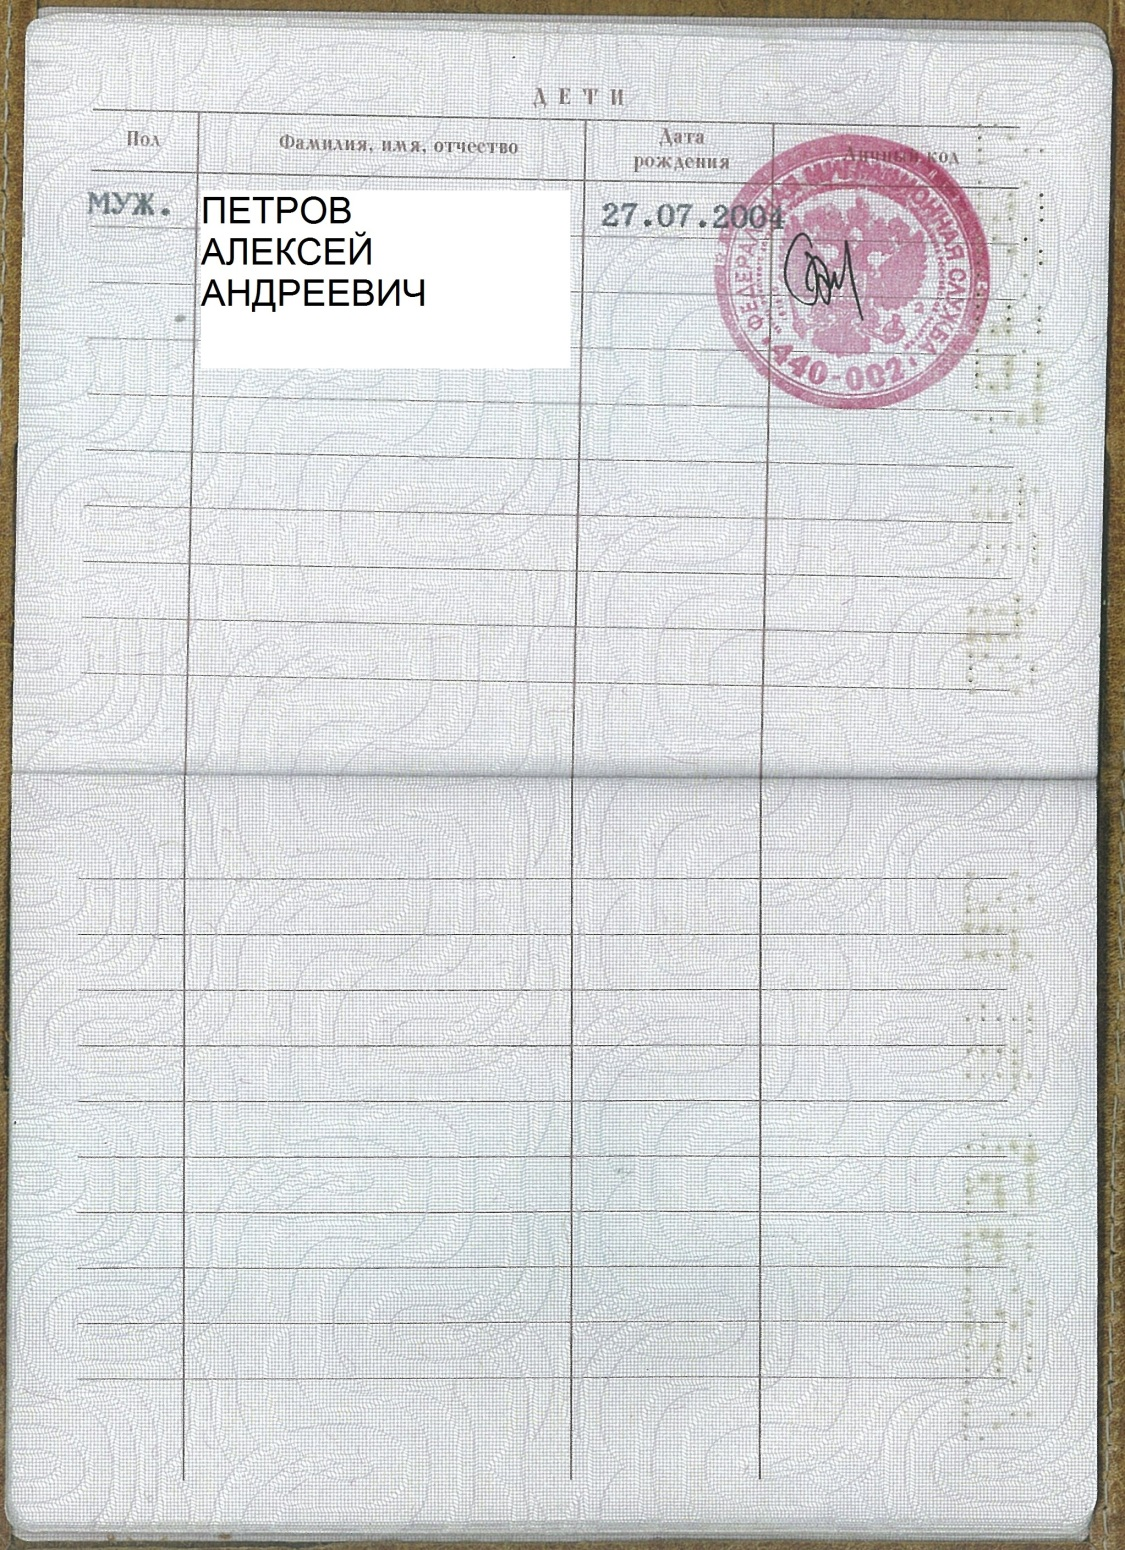 ДЕТИ
Пол Фамилия, имя, отчество Дата рождения Личный код
МУЖ. ПЕТРОВ 27.07.2004
АЛЕКСЕЙ
АНДРЕЕВИЧ
ФЕДЕРАЛЬНАЯ МИГРАЦИОННАЯ СЛУЖБА
440-002